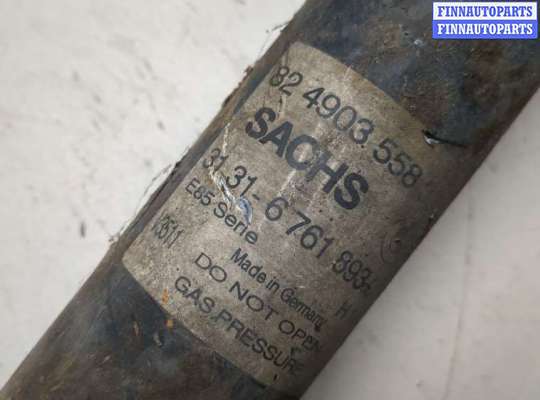 FINNAUTOPARTS
FINNAUTOPARTS
82 4903 558
SACHS
31.31-6 761 893
E85 Serie
Made in Germany H
DO NOT OPEN
GAS PRESSURE